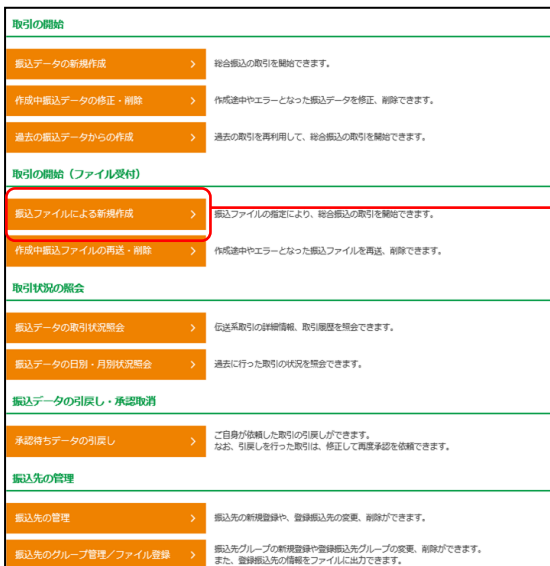 取引の開始
振込データの新規作成
総合振込の取引を開始できます。
作成中振込データの修正・削除
作成途中やエラーとなった振込データを修正、削除できます。
過去の振込データからの作成
過去の取引を再利用して、総合振込の取引を開始できます。
取引の開始（ファイル受付）
振込ファイルによる新規作成
振込ファイルの指定により、総合振込の取引を開始できます。
作成中振込ファイルの再送・削除
作成途中やエラーとなった振込ファイルを再送、削除できます。
取引状況の照会
振込データの取引状況照会
伝送系取引の詳細情報、取引履歴を照会できます。
振込データの日別・月別状況照会
過去に行った取引の状況を照会できます。
振込データの引戻し・承認取消
承認待ちデータの引戻し
ご自身が依頼した取引の引戻しができます。
なお、引戻しを行った取引は、修正して再度承認を依頼できます。
振込先の管理
振込先の管理
振込先の新規登録や、登録振込先の変更、削除ができます。
振込先のグループ管理／ファイル登録
振込先グループの新規登録や登録振込先グループの変更、削除ができます。
また、登録振込先の情報をファイルに出力できます。